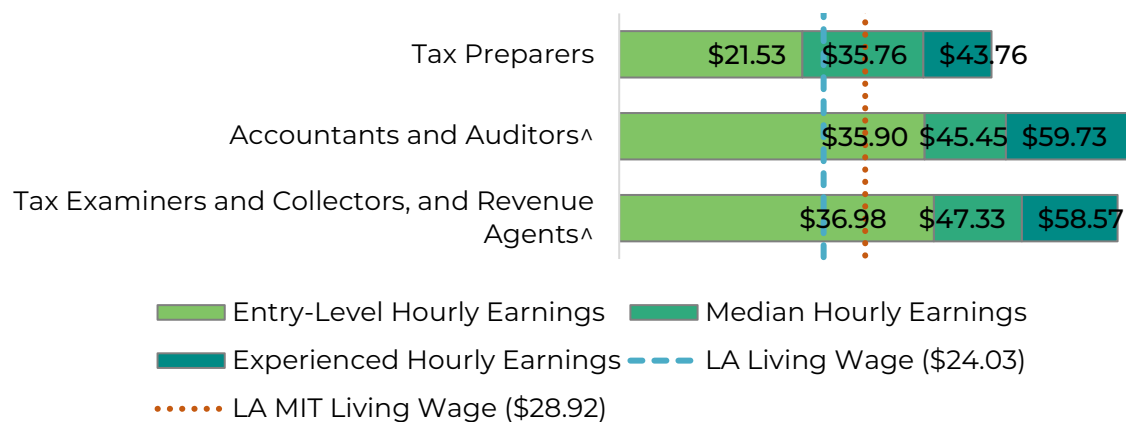 Tax Preparers
$21.53 $35.76 $43.76
Accountants and Auditors^
$35.90 $45.45 $59.73
Tax Examiners and Collectors, and Revenue
Agents^
$36.98 $47.33 $58.57
Entry-Level Hourly Earnings Median Hourly Earnings
Experienced Hourly Earnings LA Living Wage ($24.03)
LA MIT Living Wage ($28.92)